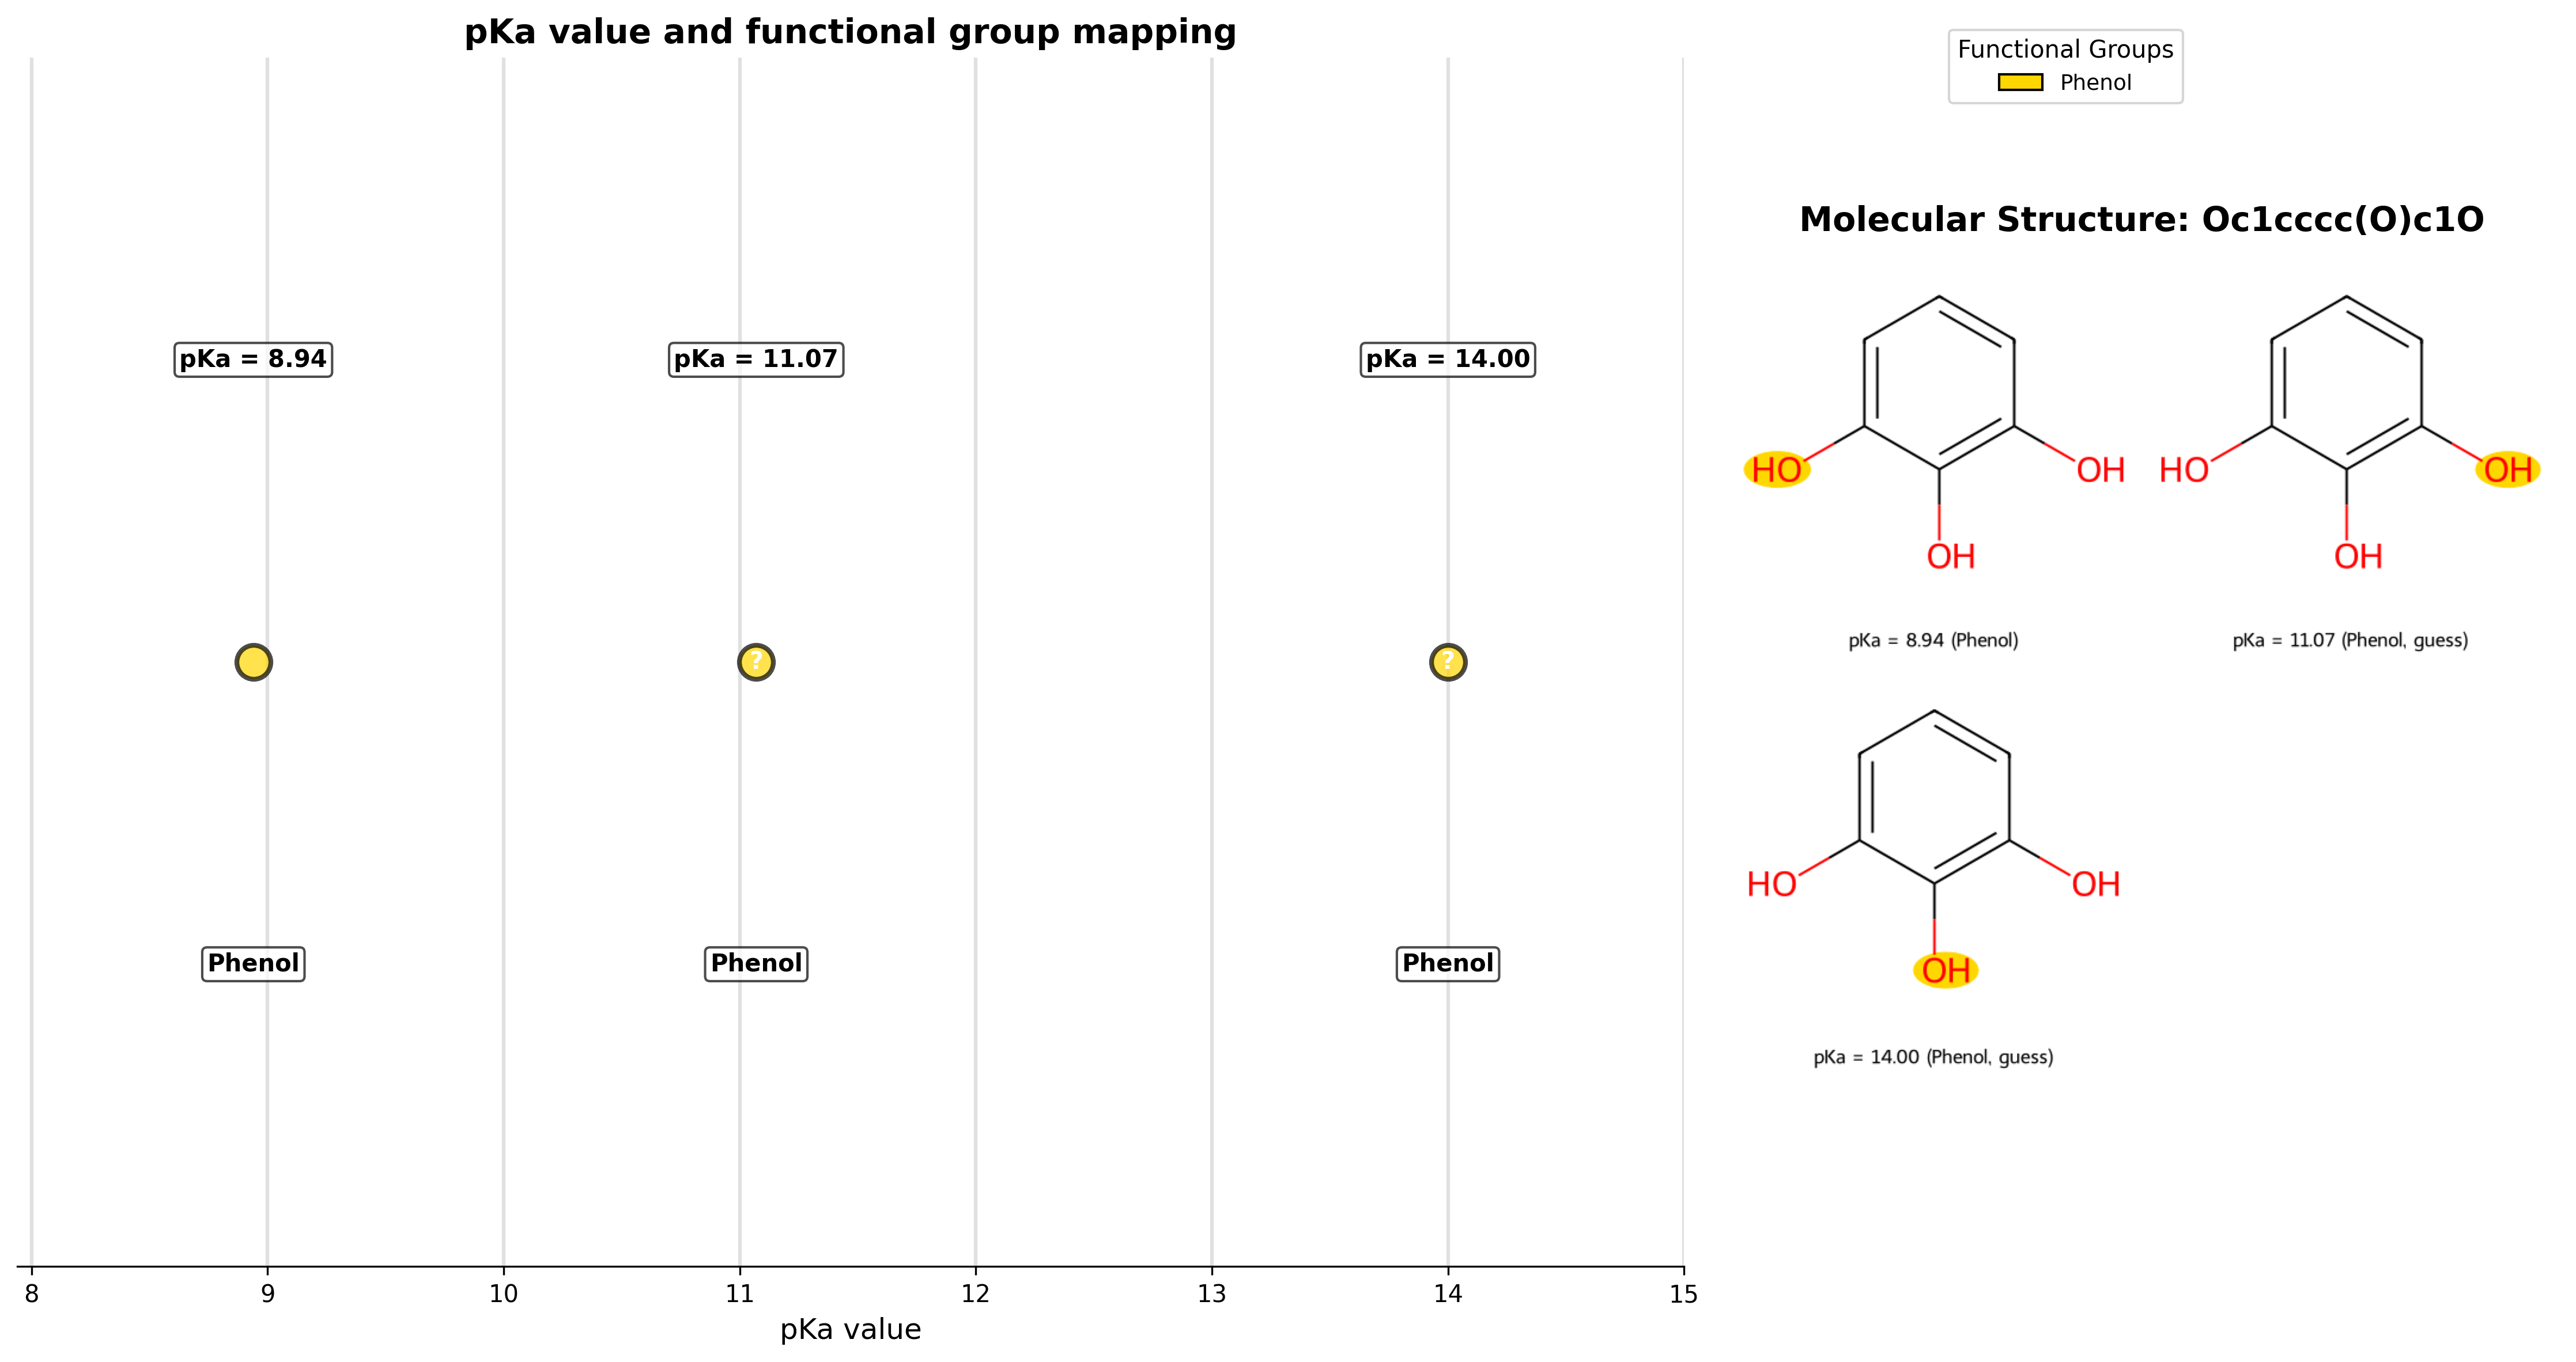 pKa value and functional group mapping
pKa = 8.94
pKa = 11.07
pKa = 14.00
?
?
Phenol
Phenol
Phenol
8 9 10 11 12 13 14 15
pKa value
Functional Groups
Phenol
Molecular Structure: Oc1cccc(O)c1O
HO OH
OH
pKa = 8.94 (Phenol)
HO OH
OH
pKa = 11.07 (Phenol, guess)
HO OH
OH
pKa = 14.00 (Phenol, guess)